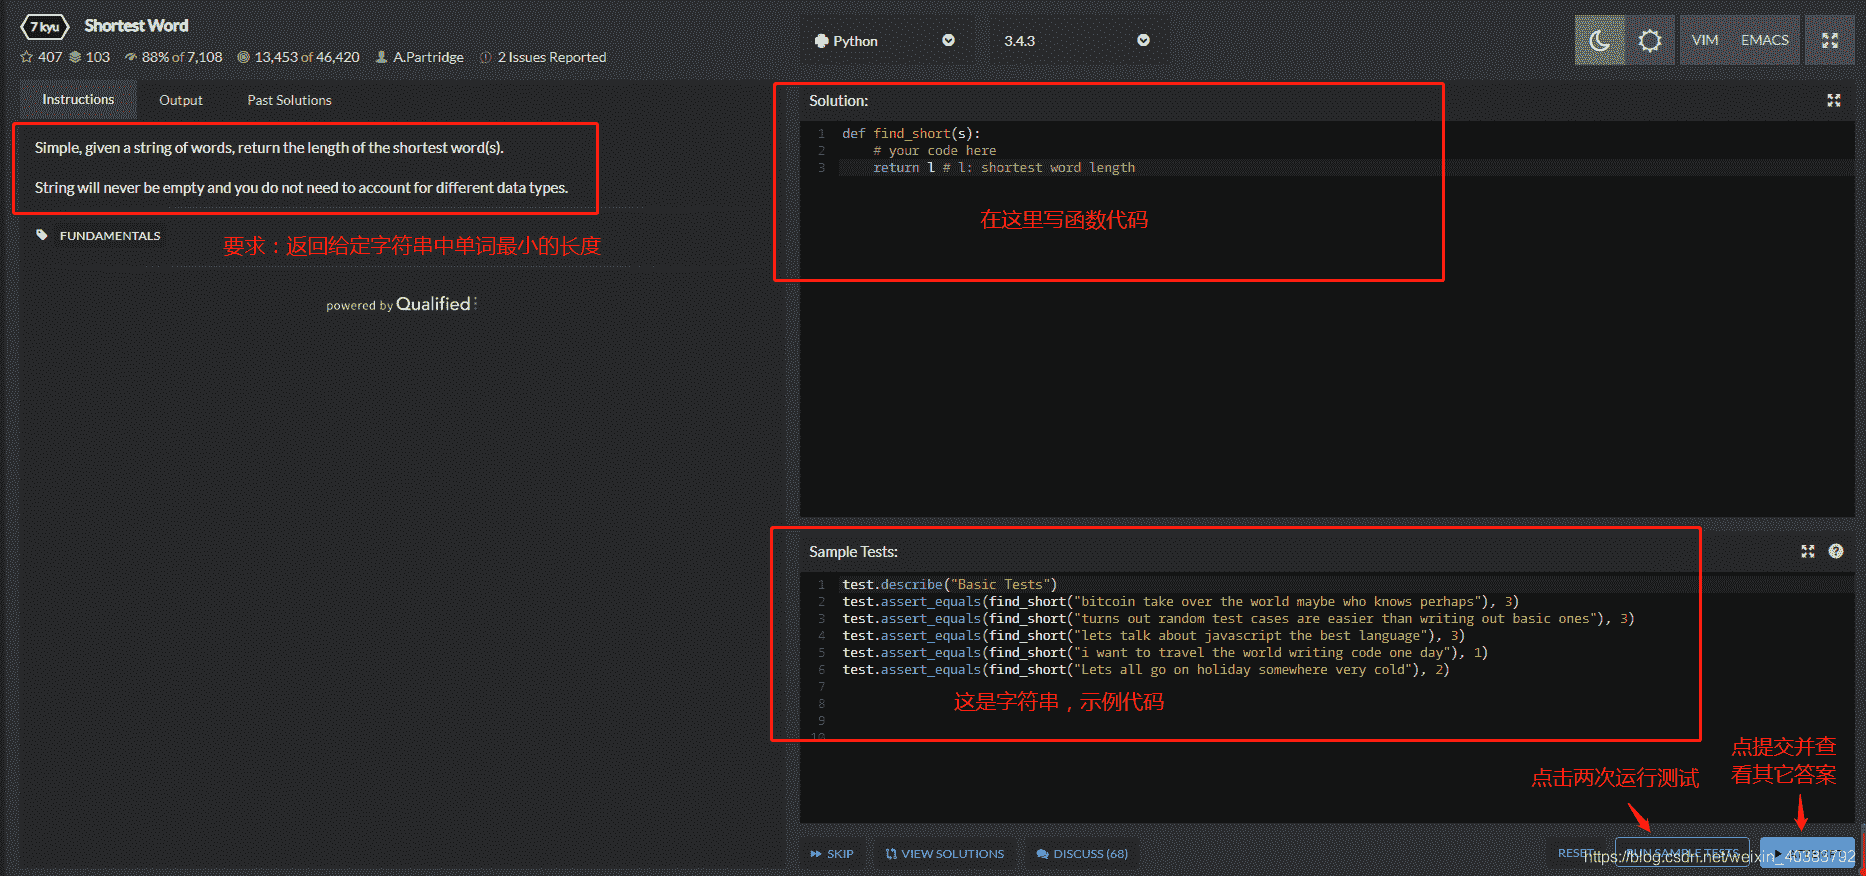 7 kyu Shortest Word
407 103 88% of 7,108 13,453 of 46,420 A.Partridge 2 Issues Reported
Python 3.4.3 VIM EMACS
Instructions Output Past Solutions
Simple, given a string of words, return the length of the shortest word(s).
String will never be empty and you do not need to account for different data types.
FUNDAMENTALS
要求：返回给定字符串中单词最小的长度
powered by Qualified
Solution:
1 def find_short(s):
2 # your code here
3 return l # l: shortest word length
在这里写函数代码
Sample Tests:
1 test.describe("Basic Tests")
2 test.assert_equals(find_short("bitcoin take over the world maybe who knows perhaps"), 3)
3 test.assert_equals(find_short("turns out random test cases are easier than writing out basic ones"), 3)
4 test.assert_equals(find_short("lets talk about javascript the best language"), 3)
5 test.assert_equals(find_short("i want to travel the world writing code one day"), 1)
6 test.assert_equals(find_short("Lets all go on holiday somewhere very cold"), 2)
7
8
9
10
这是字符串，示例代码
点击两次运行测试
点提交并查
看其它答案
SKIP VIEW SOLUTIONS DISCUSS (68) RESET RUN SAMPLE TESTS
https://blog.csdn.net/weixin_40383792